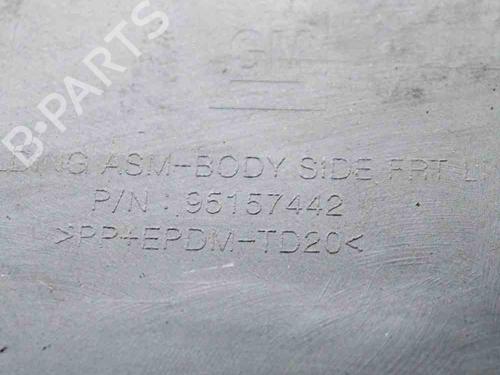 B-PARTS
GM
ASM-BODY SIDE FRT
P/N : 95157442
>PP+EPDM-TD20<